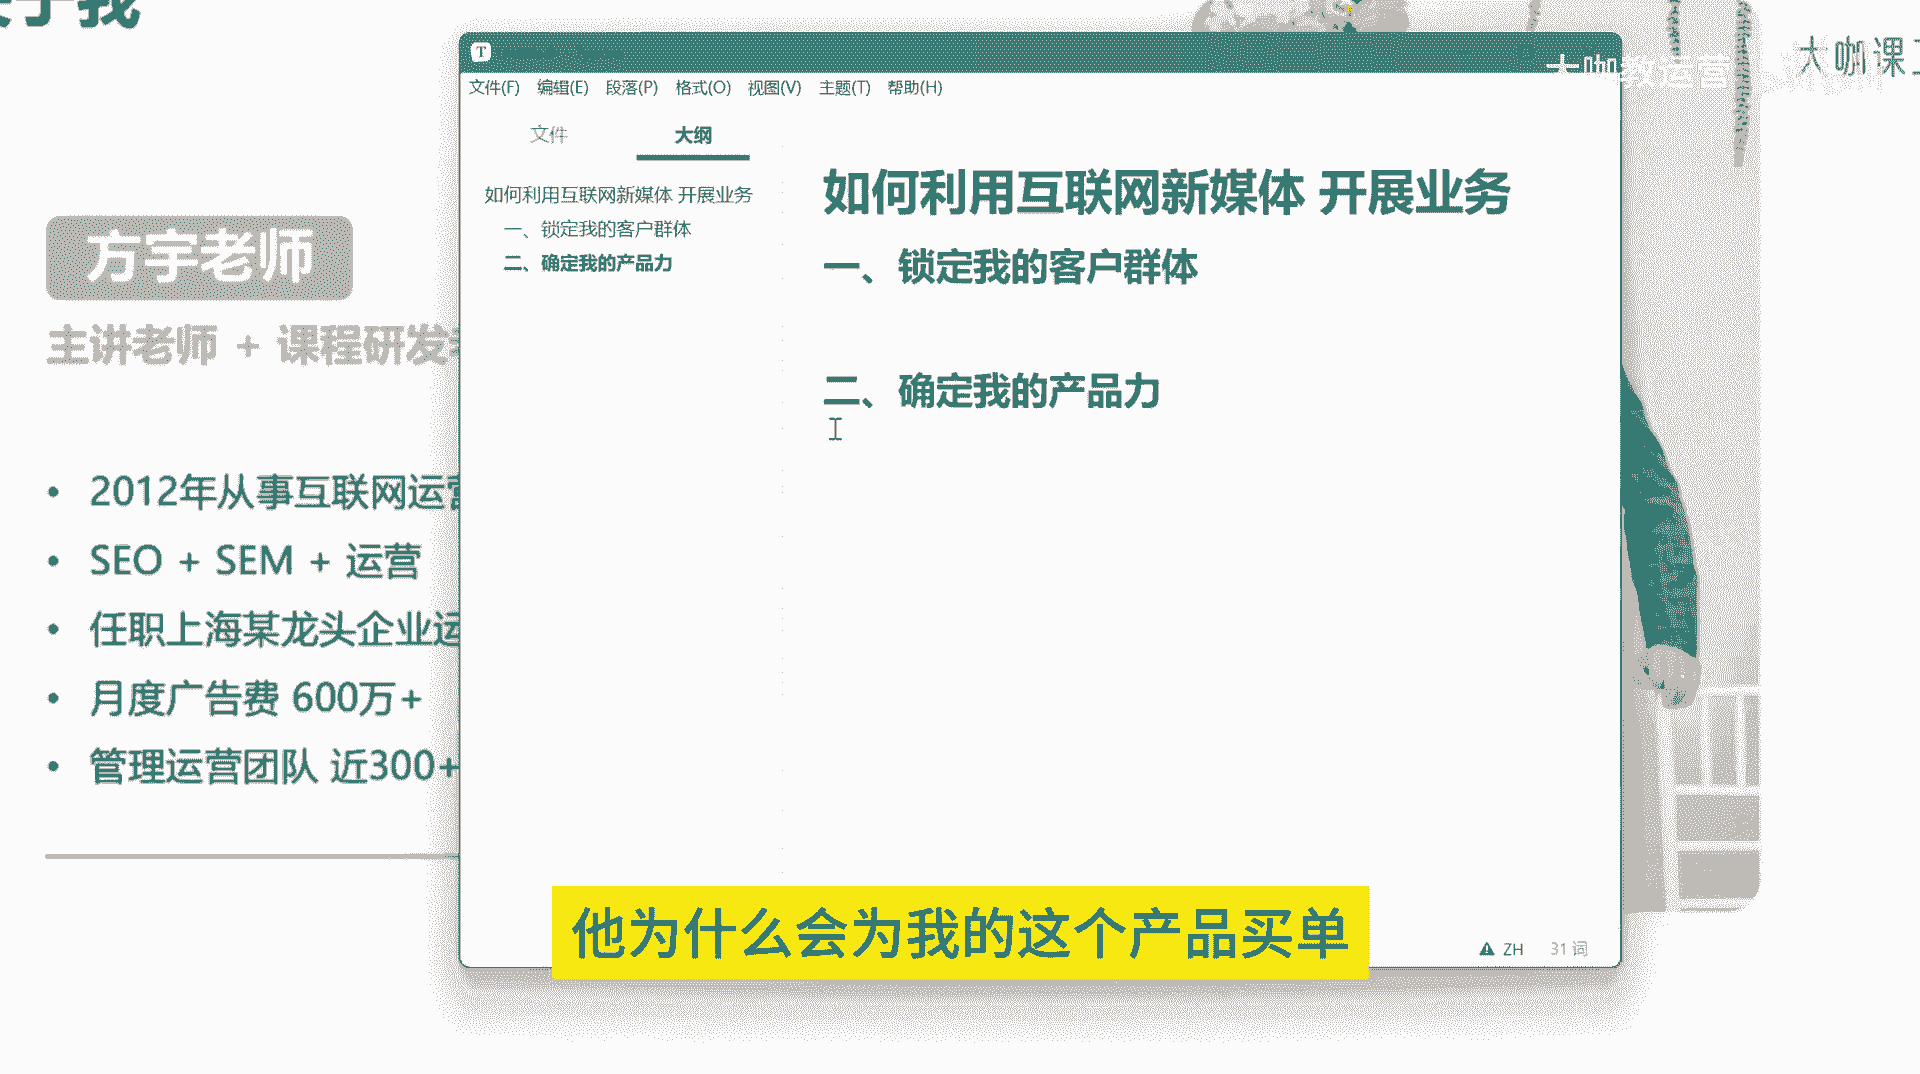 关于我
大咖教运营
大咖课
T
文件(F) 编辑(E) 段落(P) 格式(O) 视图(V) 主题(T) 帮助(H)
文件 大纲
如何利用互联网新媒体 开展业务
一、锁定我的客户群体
二、确定我的产品力
如何利用互联网新媒体 开展业务
一、锁定我的客户群体
二、确定我的产品力
方宇老师
主讲老师 + 课程研发
2012年从事互联网运营
SEO + SEM + 运营
任职上海某龙头企业运
月度广告费 600万+
管理运营团队 近300+
他为什么会为我的这个产品买单
ZH 31 词